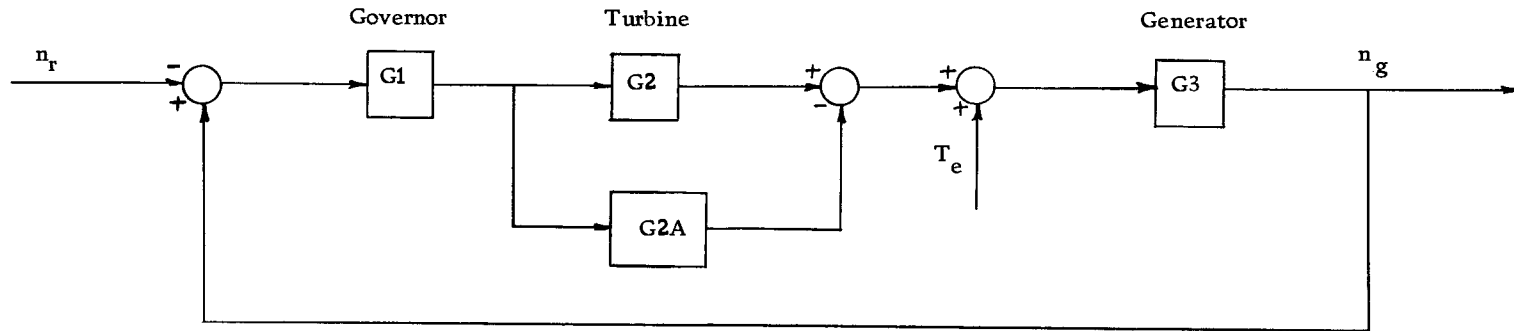 Governor
Turbine
Generator
n_r
-
+
G1
G2
+
-
+
+
G3
n_g
T_e
G2A